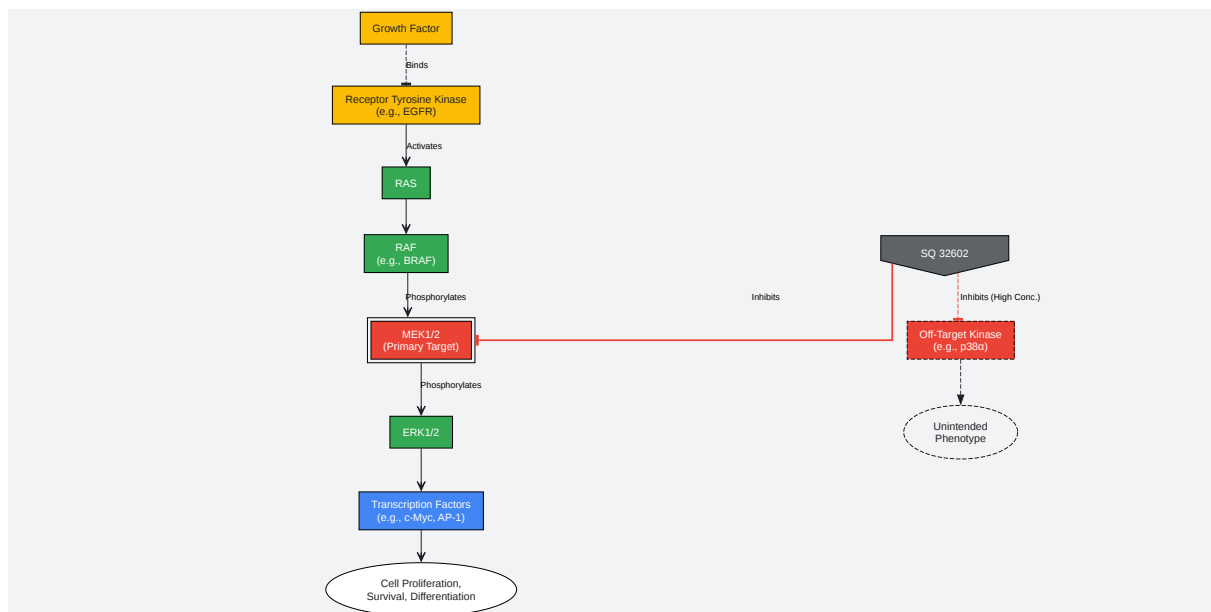 Growth Factor
Binds
Receptor Tyrosine Kinase
(e.g., EGFR)
Activates
RAS
RAF
(e.g., BRAF)
SQ 32602
Phosphorylates
Inhibits
Inhibits (High Conc.)
MEK1/2
(Primary Target)
Off-Target Kinase
(e.g., p38α)
Phosphorylates
ERK1/2
Unintended
Phenotype
Transcription Factors
(e.g., c-Myc, AP-1)
Cell Proliferation,
Survival, Differentiation